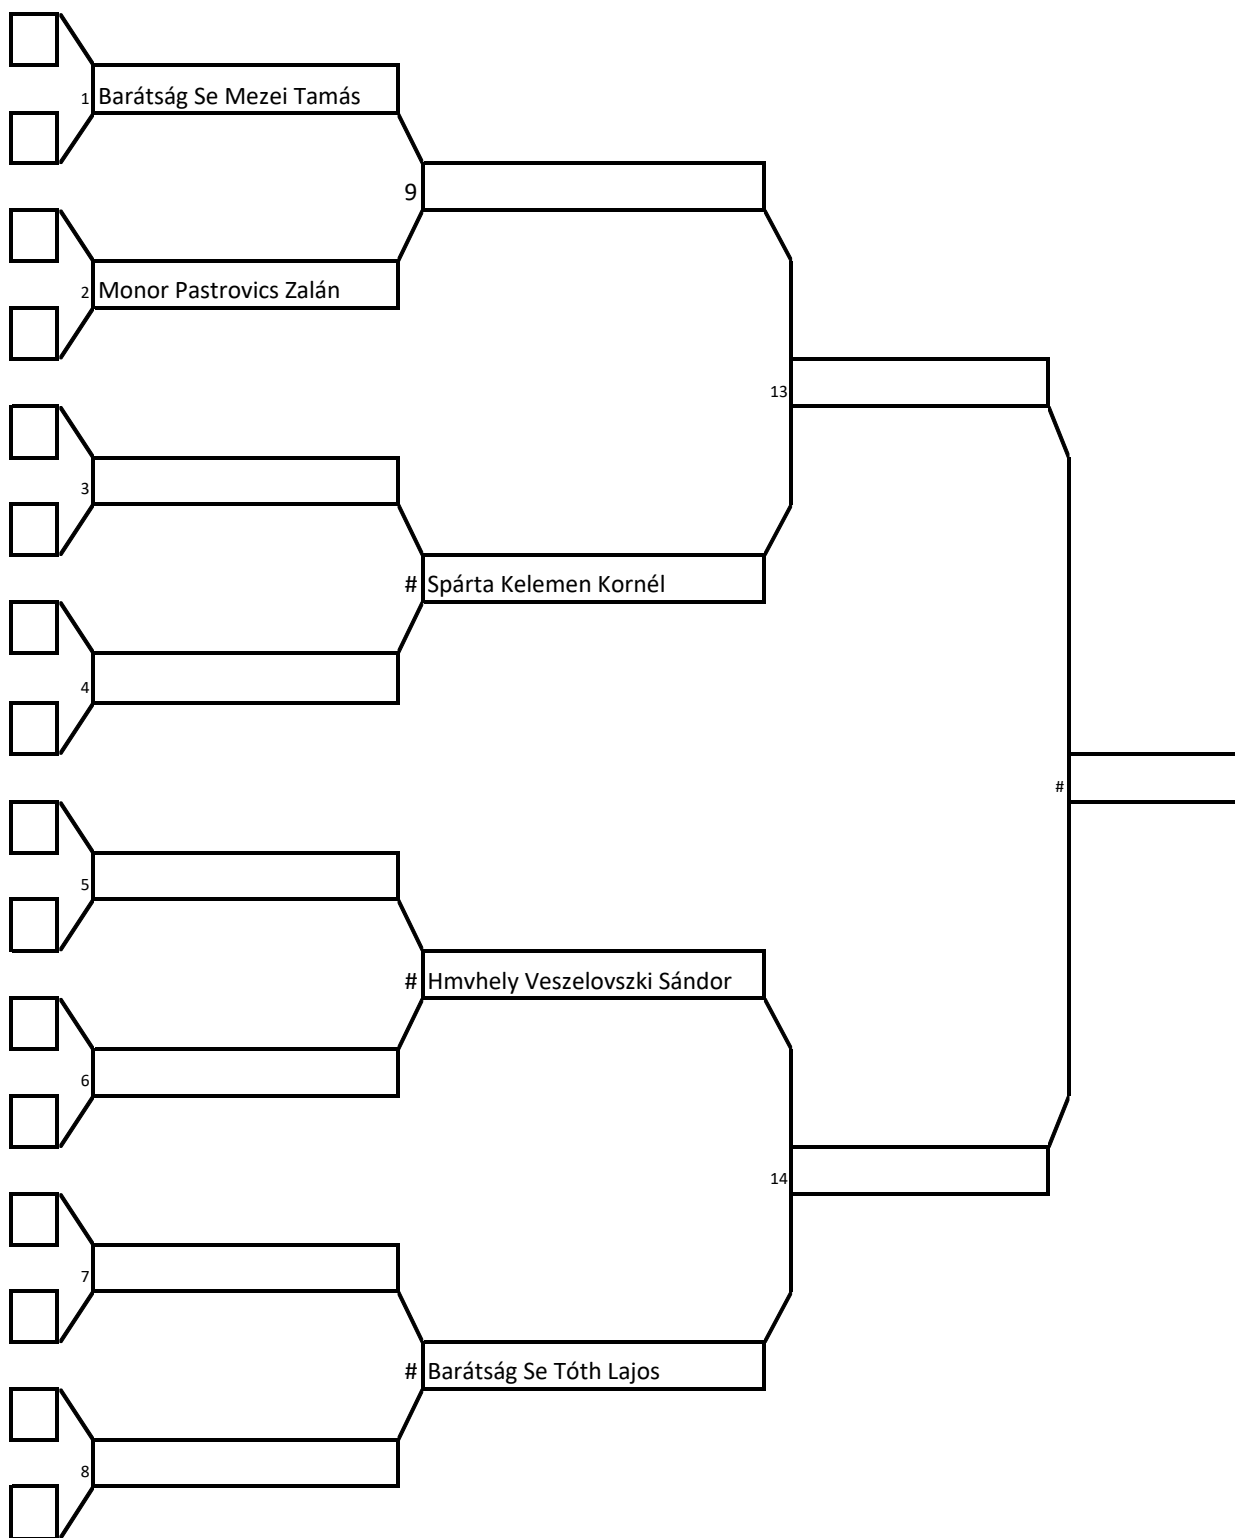 1 Barátság Se Mezei Tamás
9
2 Monor Pastrovics Zalán
13
3
# Spárta Kelemen Kornél
4
#
5
# Hmvhely Veszelovszki Sándor
6
14
7
# Barátság Se Tóth Lajos
8